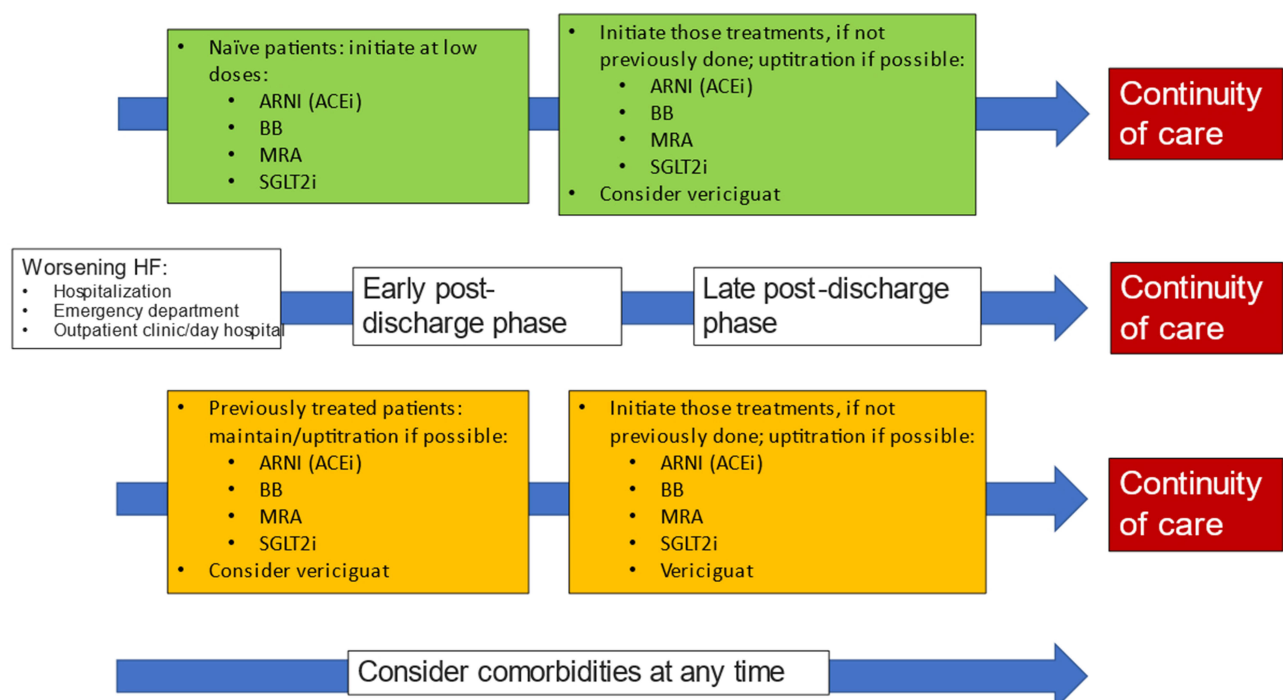 • Naïve patients: initiate at low
doses:
• ARNI (ACEi)
• BB
• MRA
• SGLT2i
• Initiate those treatments, if not
previously done; uptitration if possible:
• ARNI (ACEi)
• BB
• MRA
• SGLT2i
• Consider vericiguat
Continuity
of care
Worsening HF:
• Hospitalization
• Emergency department
• Outpatient clinic/day hospital
Early post-
discharge phase
Late post-discharge
phase
Continuity
of care
• Previously treated patients:
maintain/uptitration if possible:
• ARNI (ACEi)
• BB
• MRA
• SGLT2i
• Consider vericiguat
• Initiate those treatments, if not
previously done; uptitration if possible:
• ARNI (ACEi)
• BB
• MRA
• SGLT2i
• Vericiguat
Continuity
of care
Consider comorbidities at any time